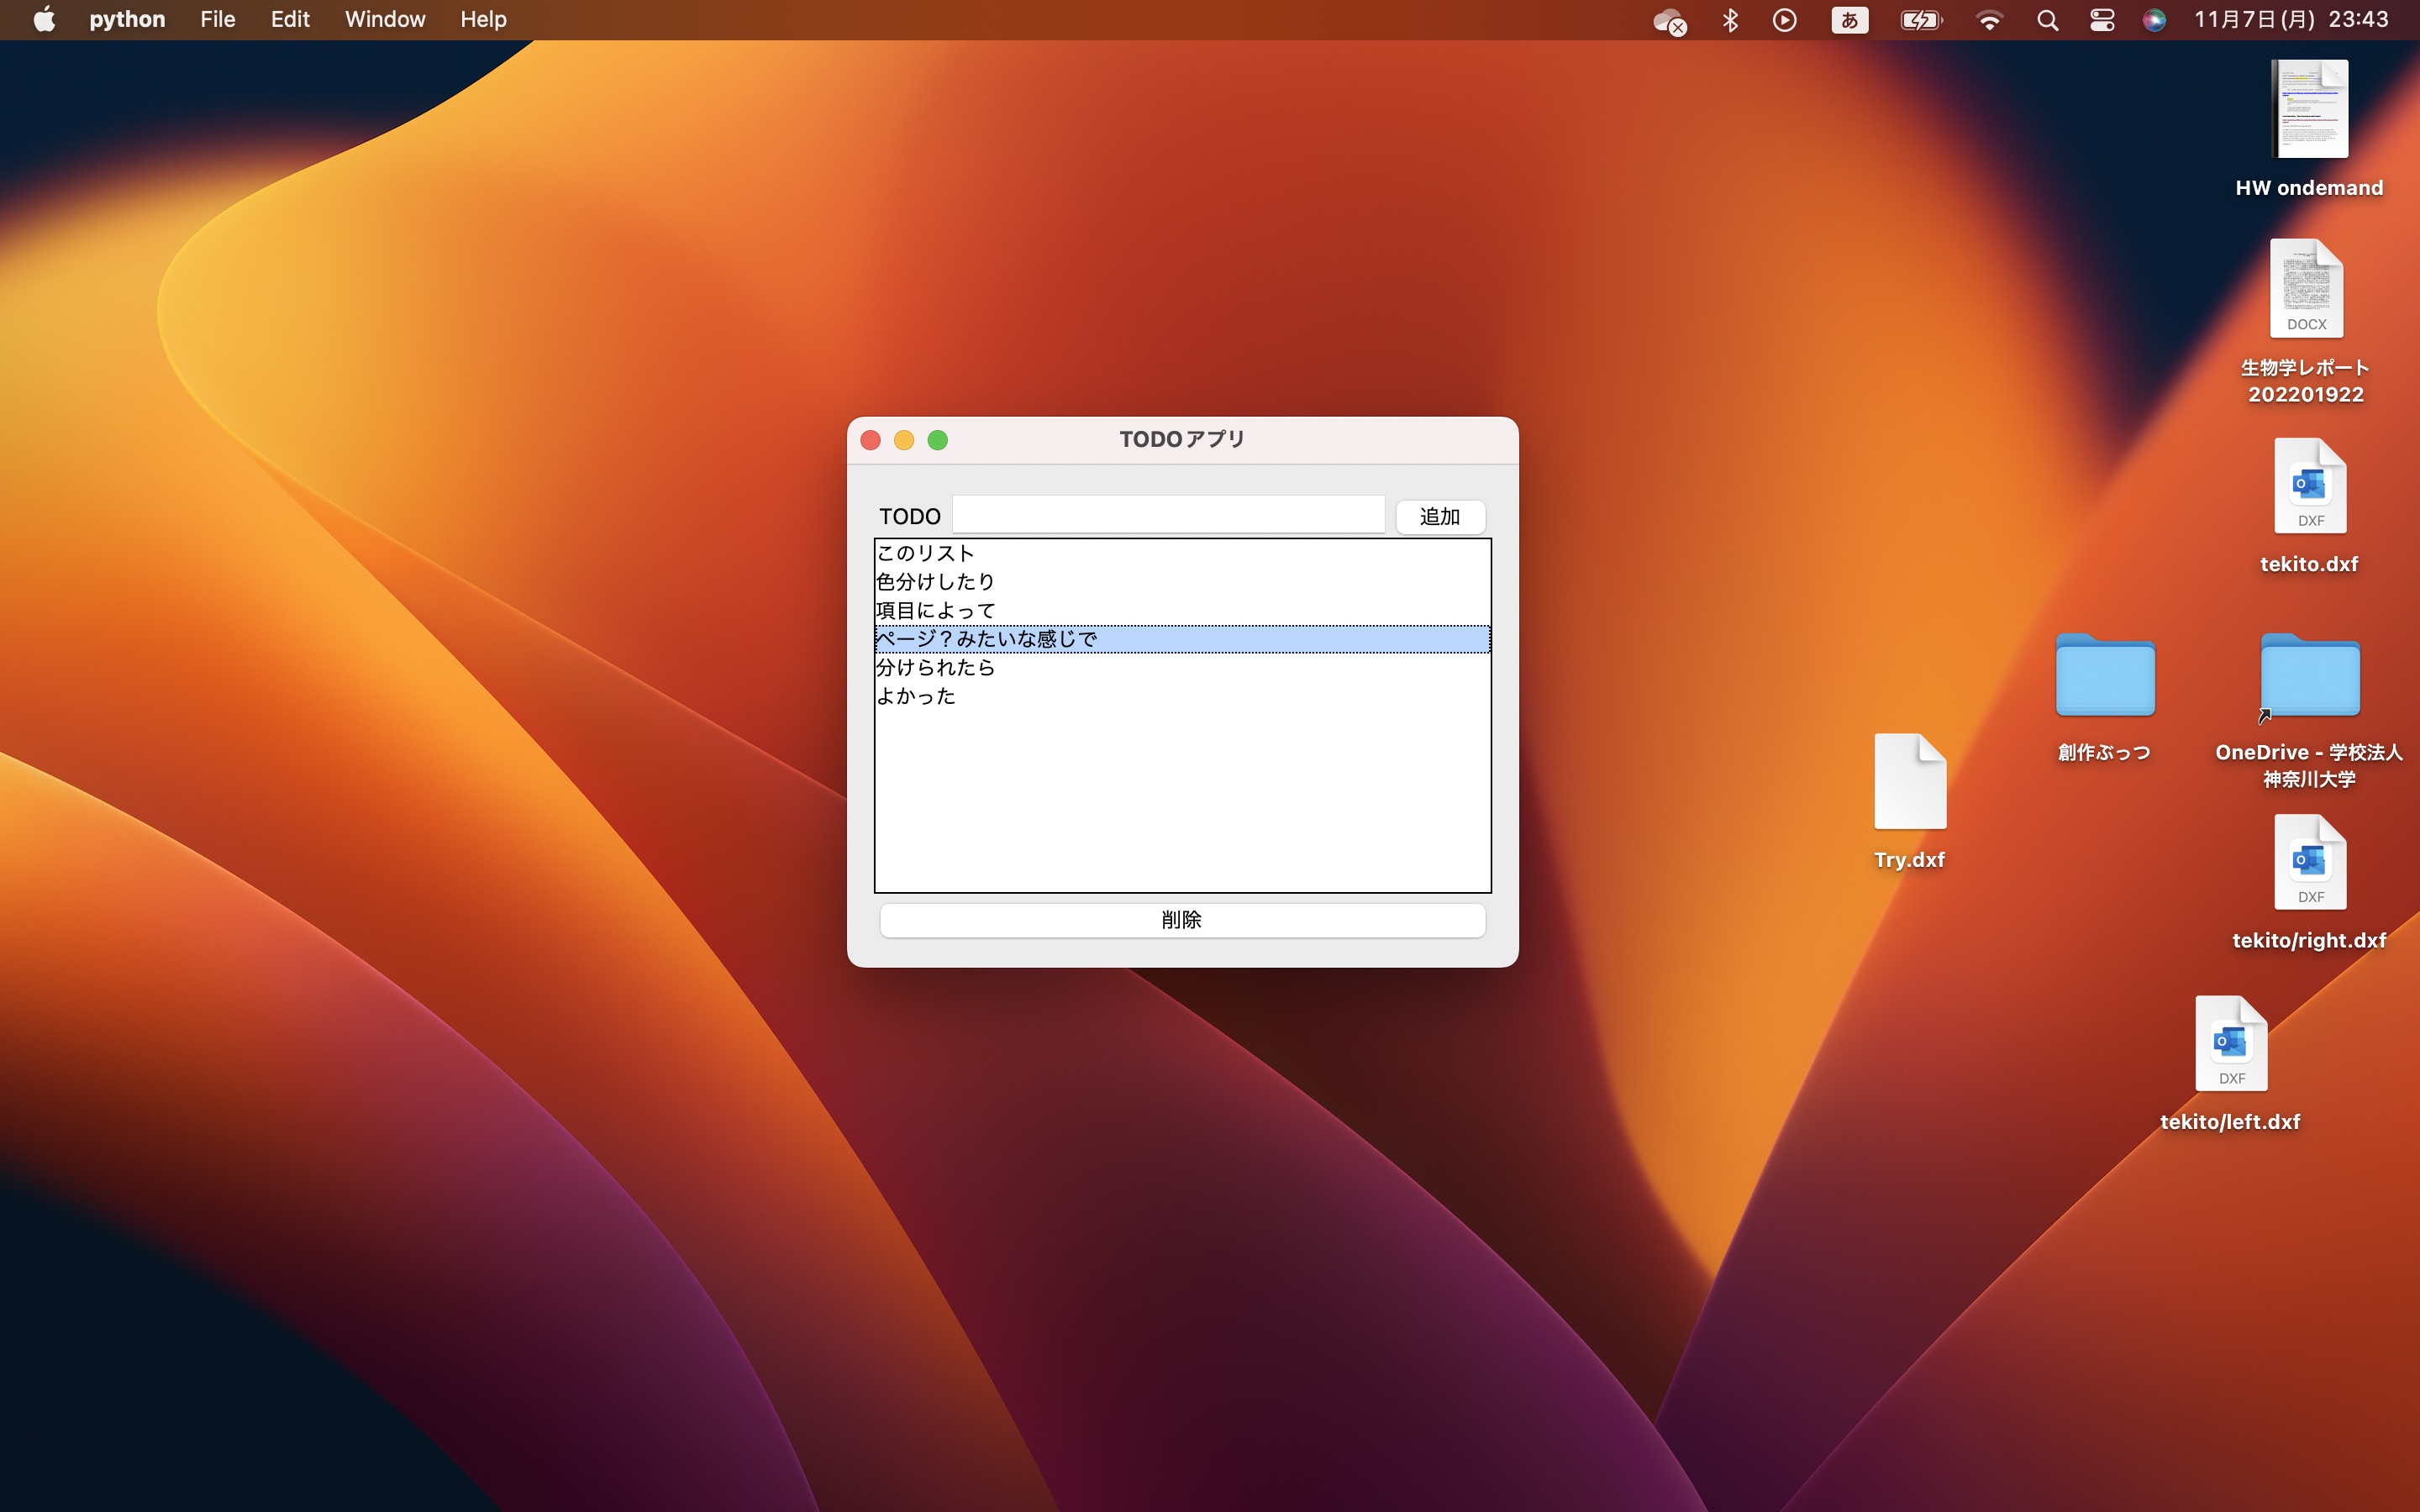 python File Edit Window Help
あ
11月7日(月) 23:43
HW ondemand
DOCX
生物学レポート
202201922
DXF
tekito.dxf
創作ぶっつ
OneDrive - 学校法人
神奈川大学
Try.dxf
DXF
tekito/right.dxf
DXF
tekito/left.dxf
TODOアプリ
TODO
追加
このリスト
色分けしたり
項目によって
ページ？みたいな感じで
分けられたら
よかった
削除